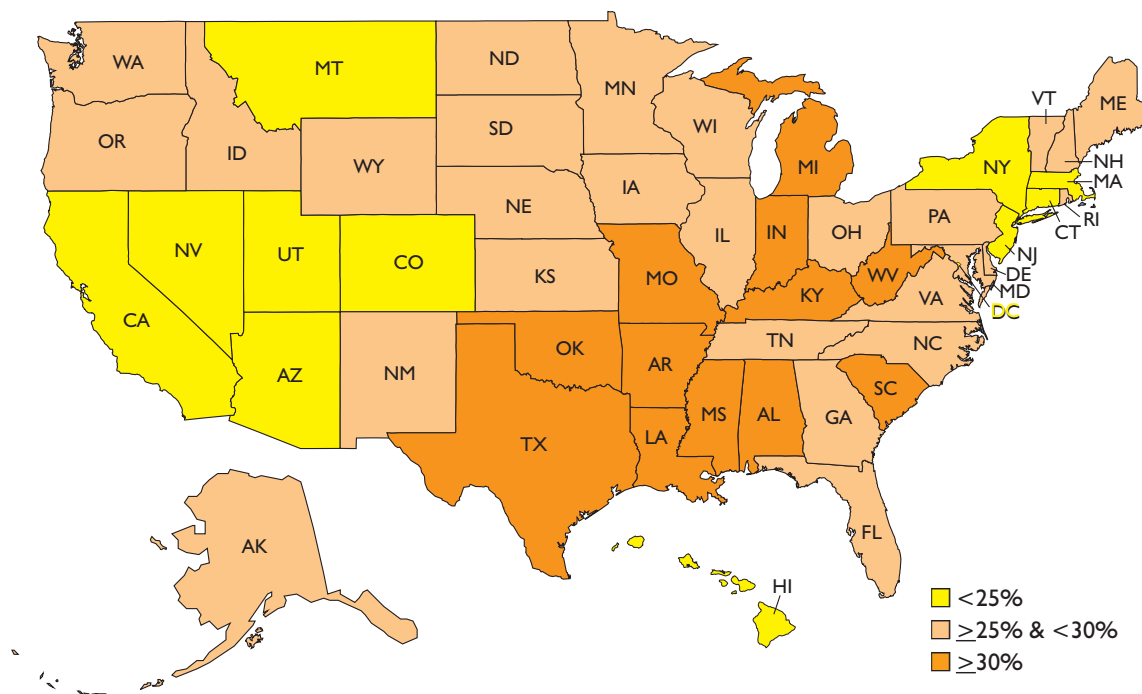 WA
MT
ND
MN
VT
ME
OR
ID
SD
WI
NH
WY
MI
NY
MA
IA
RI
NE
PA
CT
NV
UT
CO
IL
IN
OH
NJ
KS
MO
WV
DE
MD
KY
VA
DC
CA
TN
NC
AZ
NM
OK
AR
SC
MS
AL
GA
TX
LA
FL
AK
HI
<25%
≥25% & <30%
≥30%